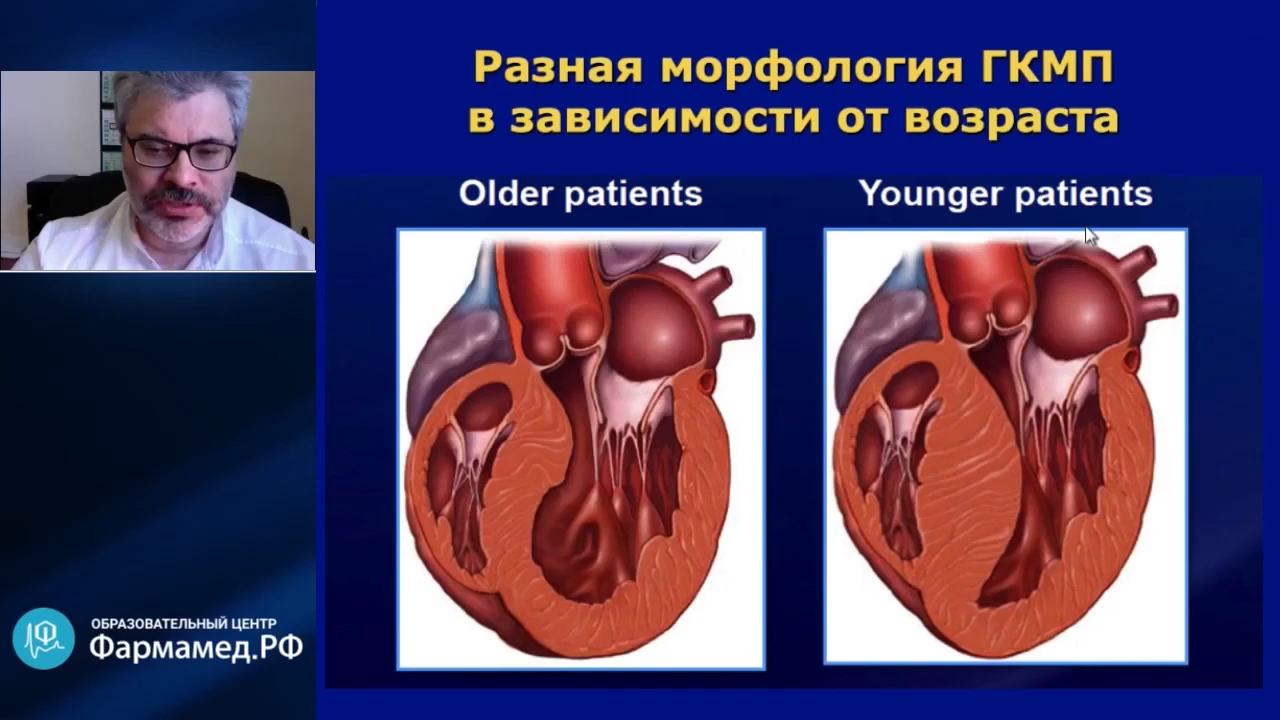 Разная морфология ГКМП
в зависимости от возраста
Older patients
Younger patients
ОБРАЗОВАТЕЛЬНЫЙ ЦЕНТР
Фармамед.РФ